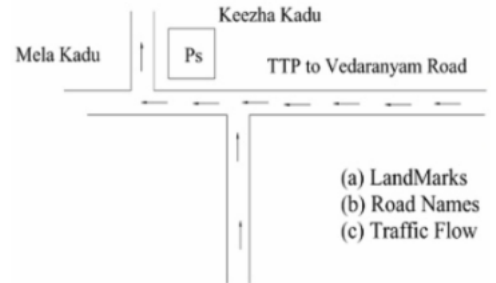 Keezha Kadu
Mela Kadu
Ps
TTP to Vedaranyam Road
(a) LandMarks
(b) Road Names
(c) Traffic Flow